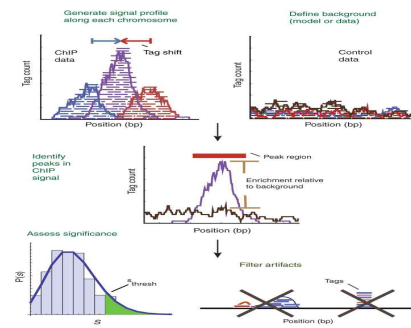 Generate signal profile
along each chromosome
ChIP
data
Tag shift
Tag count
Position (bp)
Define background
(model or data)
Control
data
Tag count
Position (bp)
Identify
peaks in
ChIP
signal
Tag count
Peak region
Enrichment relative
to background
Position (bp)
Assess significance
P(s)
s
thresh
S
Filter artifacts
Tags
Position (bp)